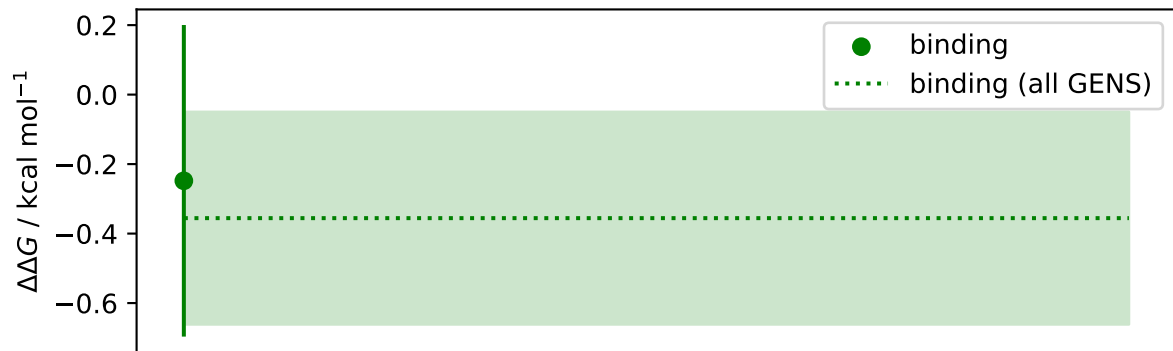 0.2
0.0
−0.2
−0.4
−0.6
ΔΔG / kcal mol⁻¹
binding
binding (all GENS)